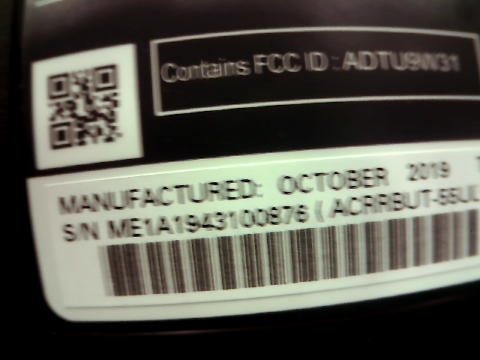 Contains FCC ID : ADTU9W31
MANUFACTURED: OCTOBER 2019
S/N ME1A1943100876 ( ACRRBUT-55UL